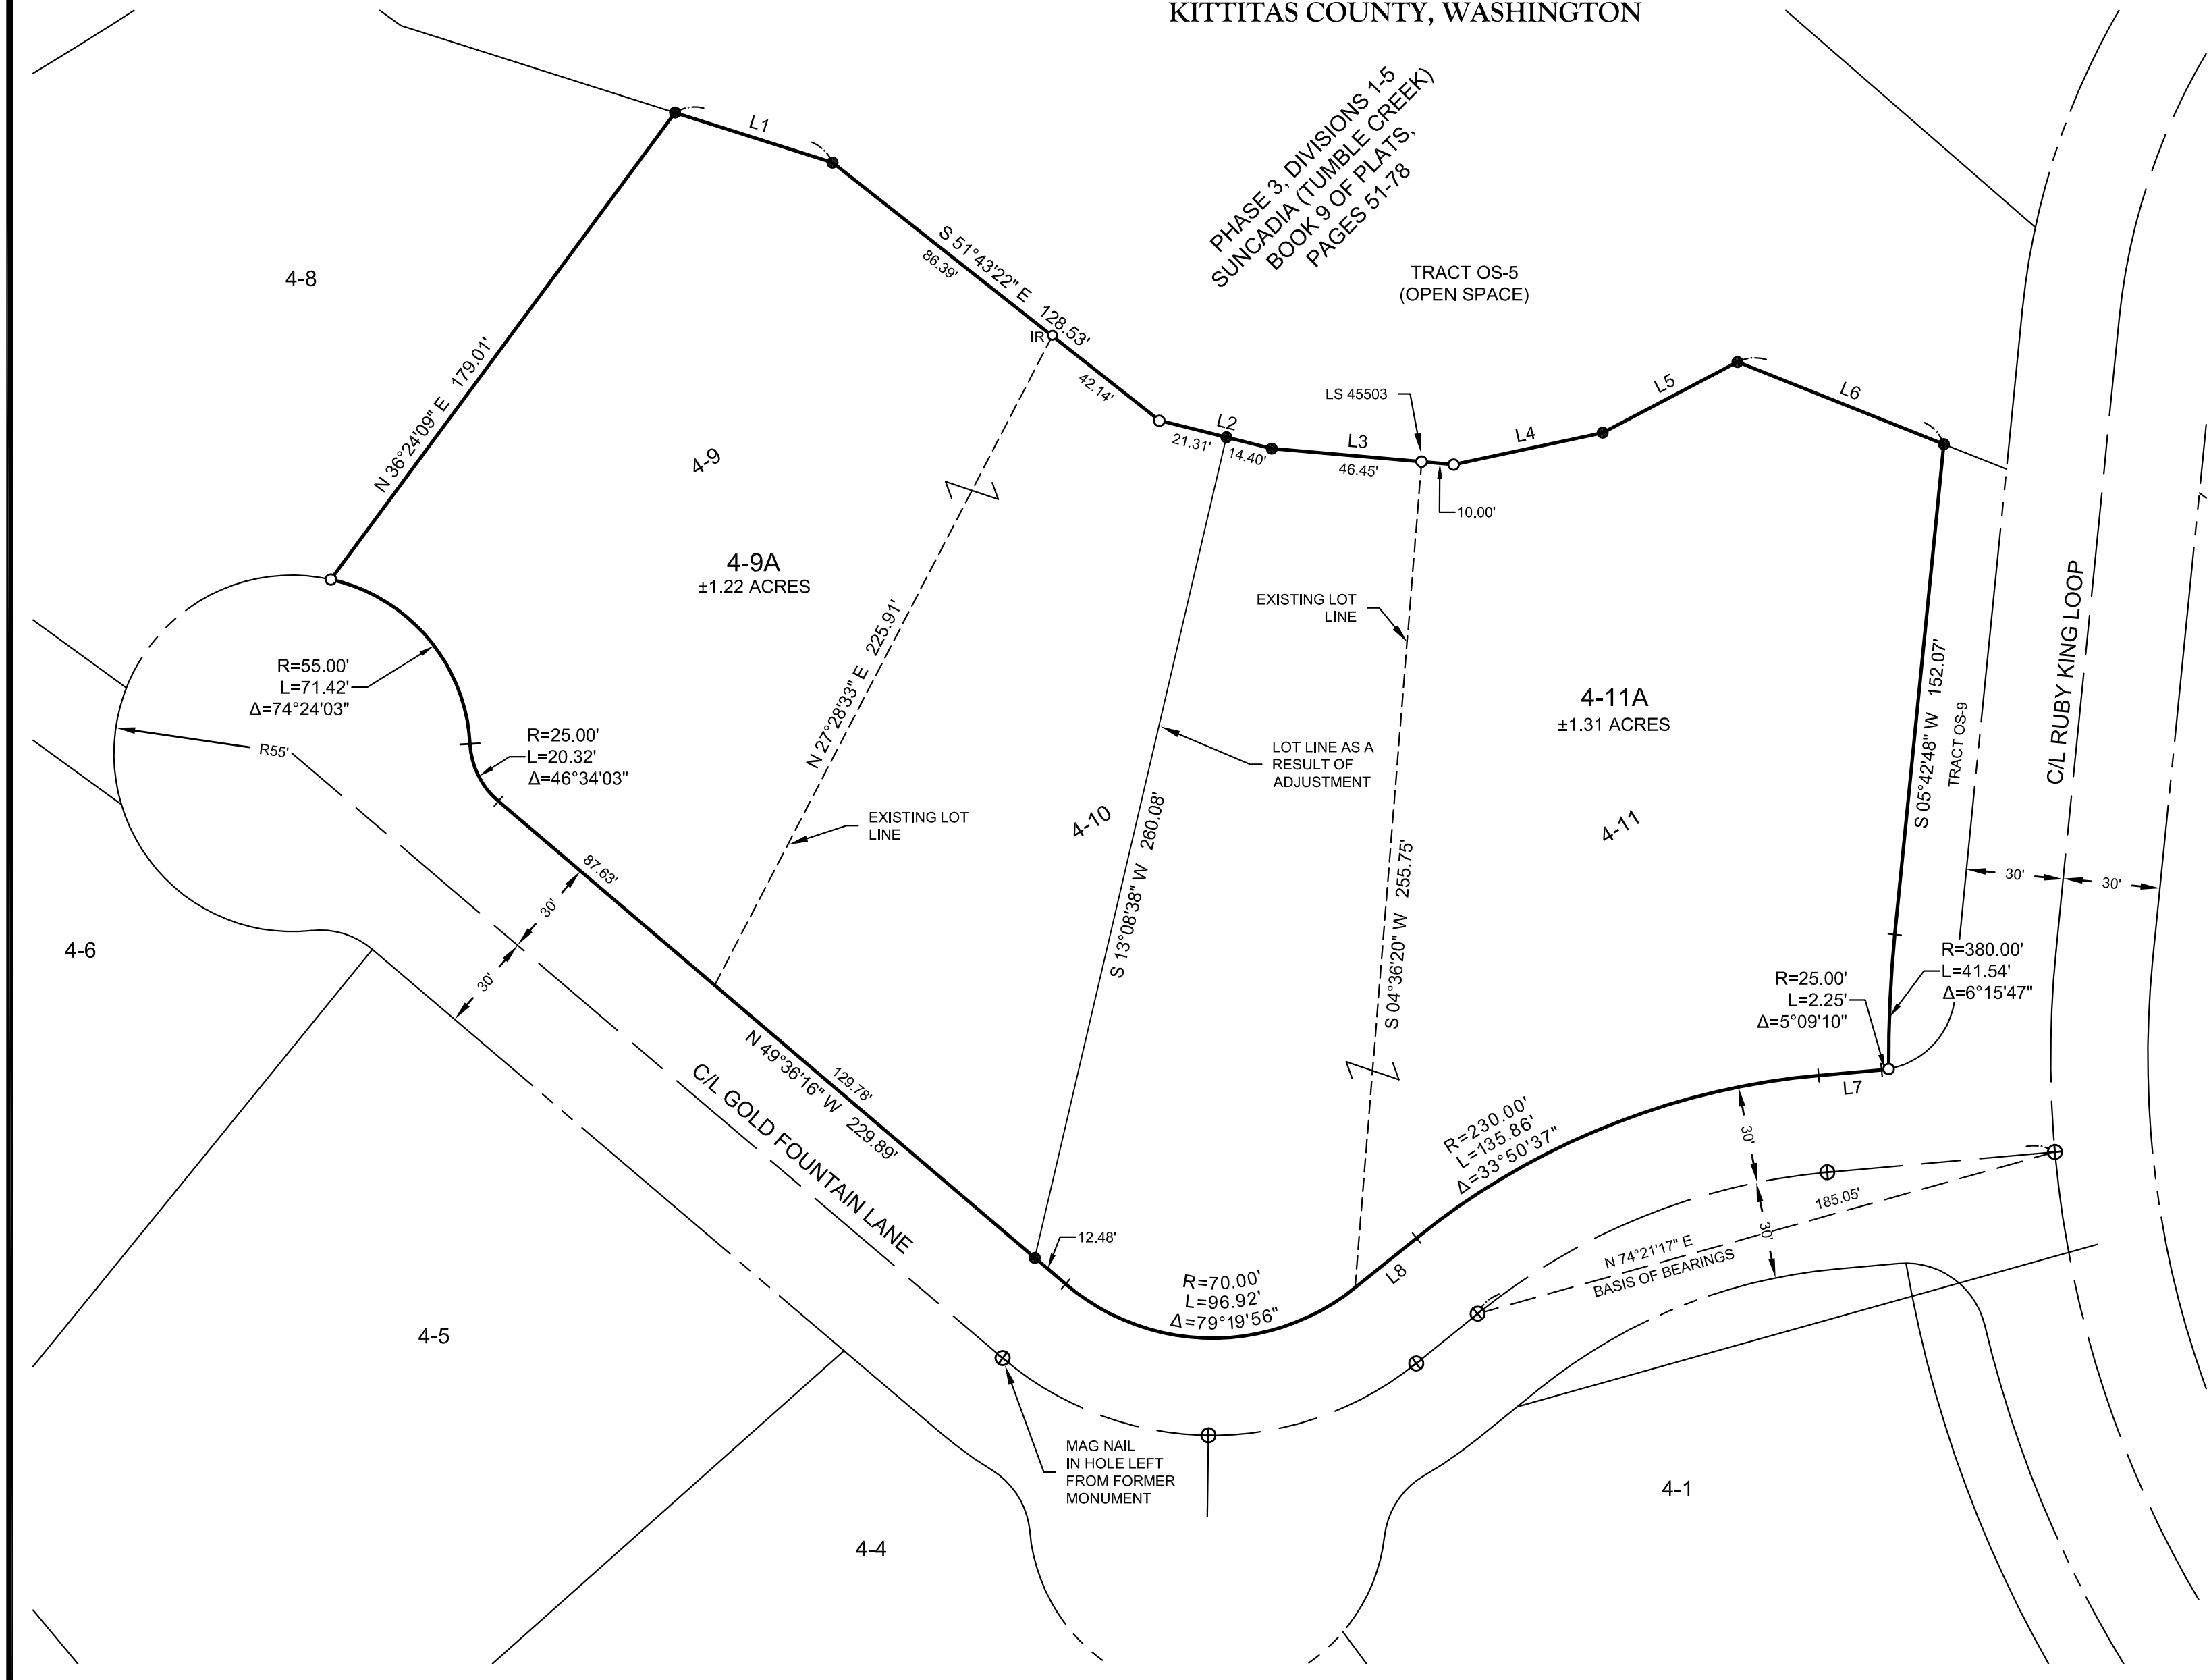 KITTITAS COUNTY, WASHINGTON
PHASE 3, DIVISIONS 1-5
SUNCADIA (TUMBLE CREEK)
BOOK 9 OF PLATS,
PAGES 51-78
TRACT OS-5
(OPEN SPACE)
L1
S 51°43'22" E 128.53'
86.39'
IR
42.14'
4-8
N 36°24'09" E 179.01'
4-9
4-9A
±1.22 ACRES
L2
21.31'
14.40'
L3
46.45'
LS 45503
10.00'
L4
L5
L6
EXISTING LOT
LINE
N 27°28'33" E 225.91'
R=55.00'
L=71.42'
Δ=74°24'03"
R55'
R=25.00'
L=20.32'
Δ=46°34'03"
EXISTING LOT
LINE
87.63'
30'
30'
4-6
4-10
S 13°08'38" W 260.08'
LOT LINE AS A
RESULT OF
ADJUSTMENT
S 04°36'20" W 255.75'
4-11A
±1.31 ACRES
4-11
S 05°42'48" W 152.07'
TRACT OS-9
C/L RUBY KING LOOP
30'
30'
R=380.00'
L=41.54'
Δ=6°15'47"
R=25.00'
L=2.25'
Δ=5°09'10"
L7
129.78'
N 49°36'16" W 229.89'
C/L GOLD FOUNTAIN LANE
12.48'
R=70.00'
L=96.92'
Δ=79°19'56"
L8
R=230.00'
L=135.86'
Δ=33°50'37"
30'
30'
185.05'
N 74°21'17" E
BASIS OF BEARINGS
4-5
MAG NAIL
IN HOLE LEFT
FROM FORMER
MONUMENT
4-4
4-1